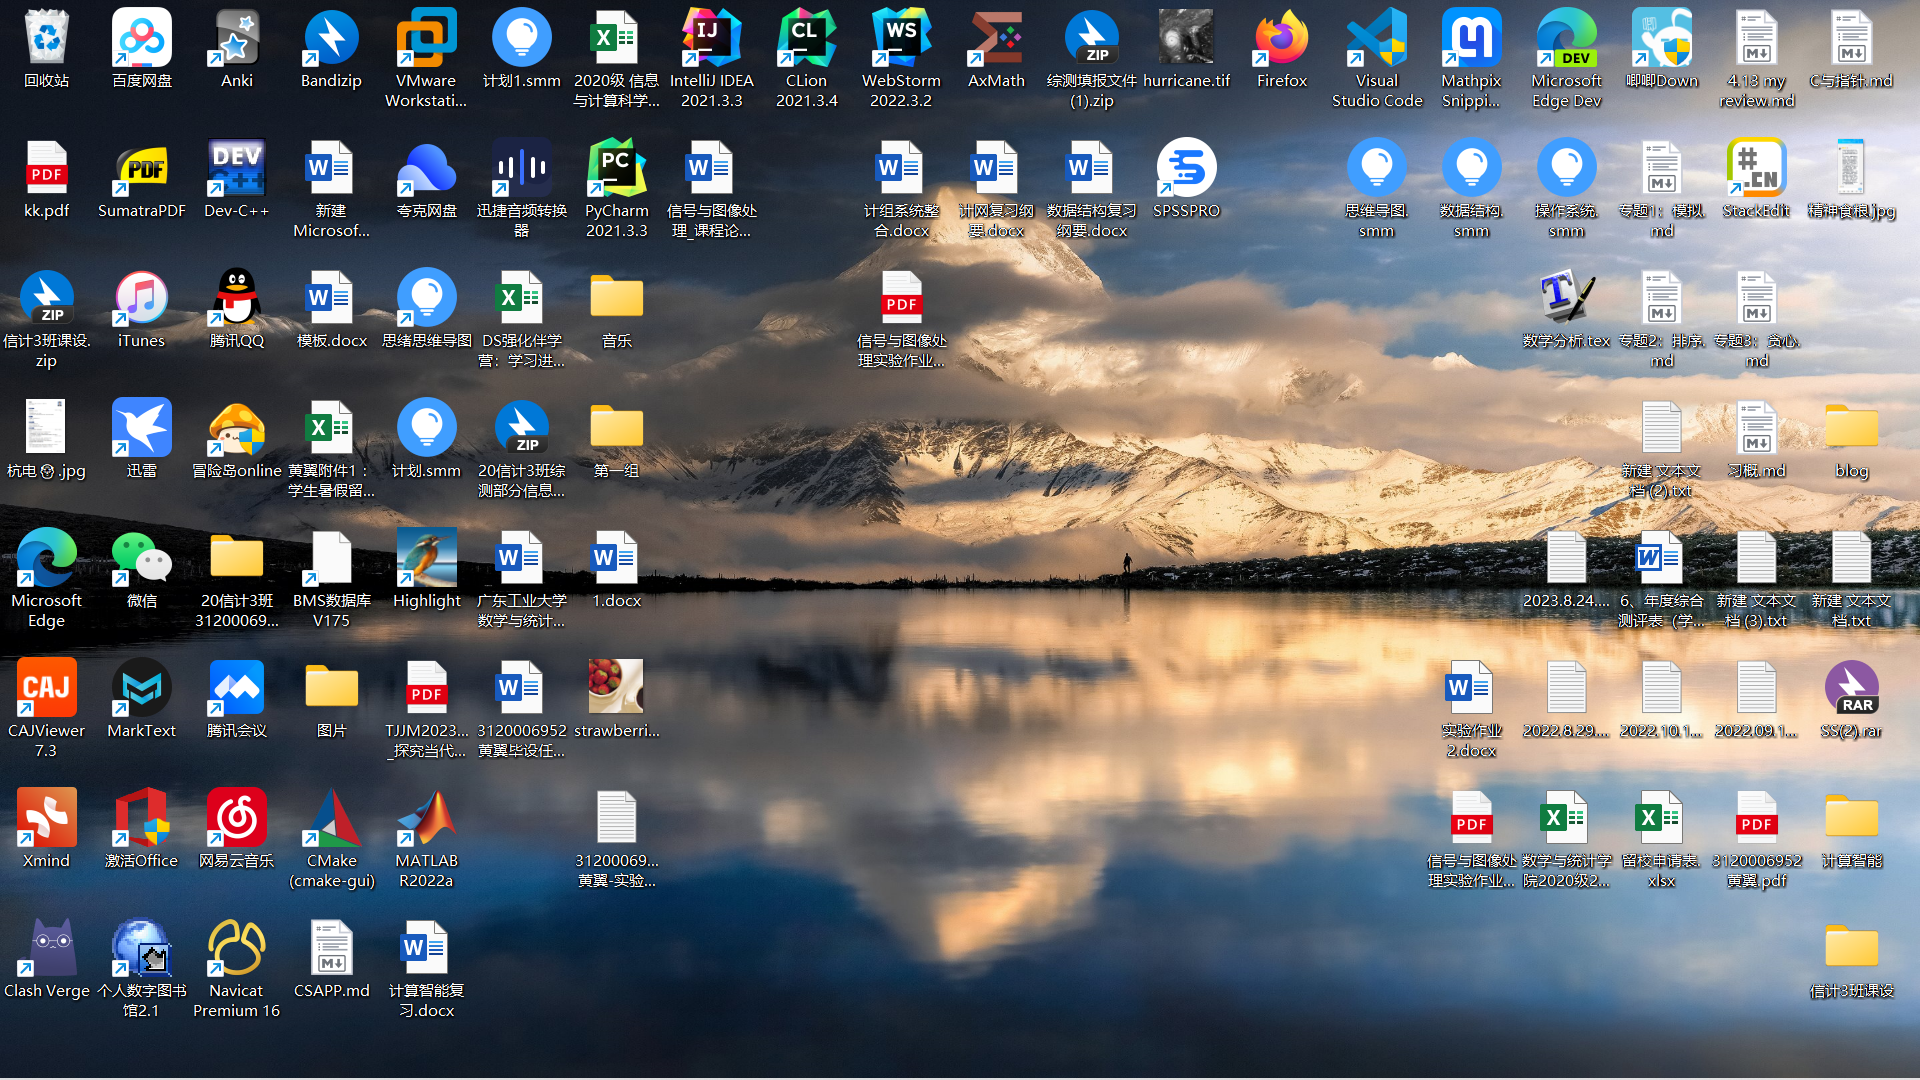 回收站
百度网盘
Anki
Bandizip
VMware
Workstati...
计划1.smm
2020级 信息
与计算科学...
IntelliJ IDEA
2021.3.3
CLion
2021.3.4
WebStorm
2022.3.2
AxMath
综测填报文件
(1).zip
hurricane.tif
Firefox
Visual
Studio Code
Mathpix
Snippi...
Microsoft
Edge Dev
唧唧Down
4.13 my
review.md
C与指针.md
kk.pdf
SumatraPDF
Dev-C++
新建
Microsof...
夸克网盘
迅捷音频转换
器
PyCharm
2021.3.3
信号与图像处
理_课程论...
计组系统整
合.docx
计网复习纲
要.docx
数据结构复习
纲要.docx
SPSSPRO
思维导图.
smm
数据结构.
smm
操作系统.
smm
专题1：模拟.
md
StackEdit
精神食粮.jpg
信计3班课设.
zip
iTunes
腾讯QQ
模板.docx
思绪思维导图
DS强化伴学
营：学习进...
音乐
信号与图像处
理实验作业...
数学分析.tex
专题2：排序.
md
专题3：贪心.
md
杭电 .jpg
迅雷
冒险岛online
黄翼附件1：
学生暑假留...
计划.smm
20信计3班综
测部分信息...
第一组
新建 文本文
档 (2).txt
习概.md
blog
Microsoft
Edge
微信
20信计3班
31200069...
BMS数据库
V175
Highlight
广东工业大学
数学与统计...
1.docx
2023.8.24....
6、年度综合
测评表（学...
新建 文本文
档 (3).txt
新建 文本文
档.txt
CAJViewer
7.3
MarkText
腾讯会议
图片
TJJM2023...
_探究当代...
3120006952
黄翼毕设任...
strawberri...
实验作业
2.docx
2022.8.29....
2022.10.1...
2022.09.1...
SS(2).rar
Xmind
激活Office
网易云音乐
CMake
(cmake-gui)
MATLAB
R2022a
31200069...
黄翼-实验...
信号与图像处
理实验作业...
数学与统计学
院2020级2...
留校申请表.
xlsx
3120006952
黄翼.pdf
计算智能
Clash Verge
个人数字图书
馆2.1
Navicat
Premium 16
CSAPP.md
计算智能复
习.docx
信计3班课设